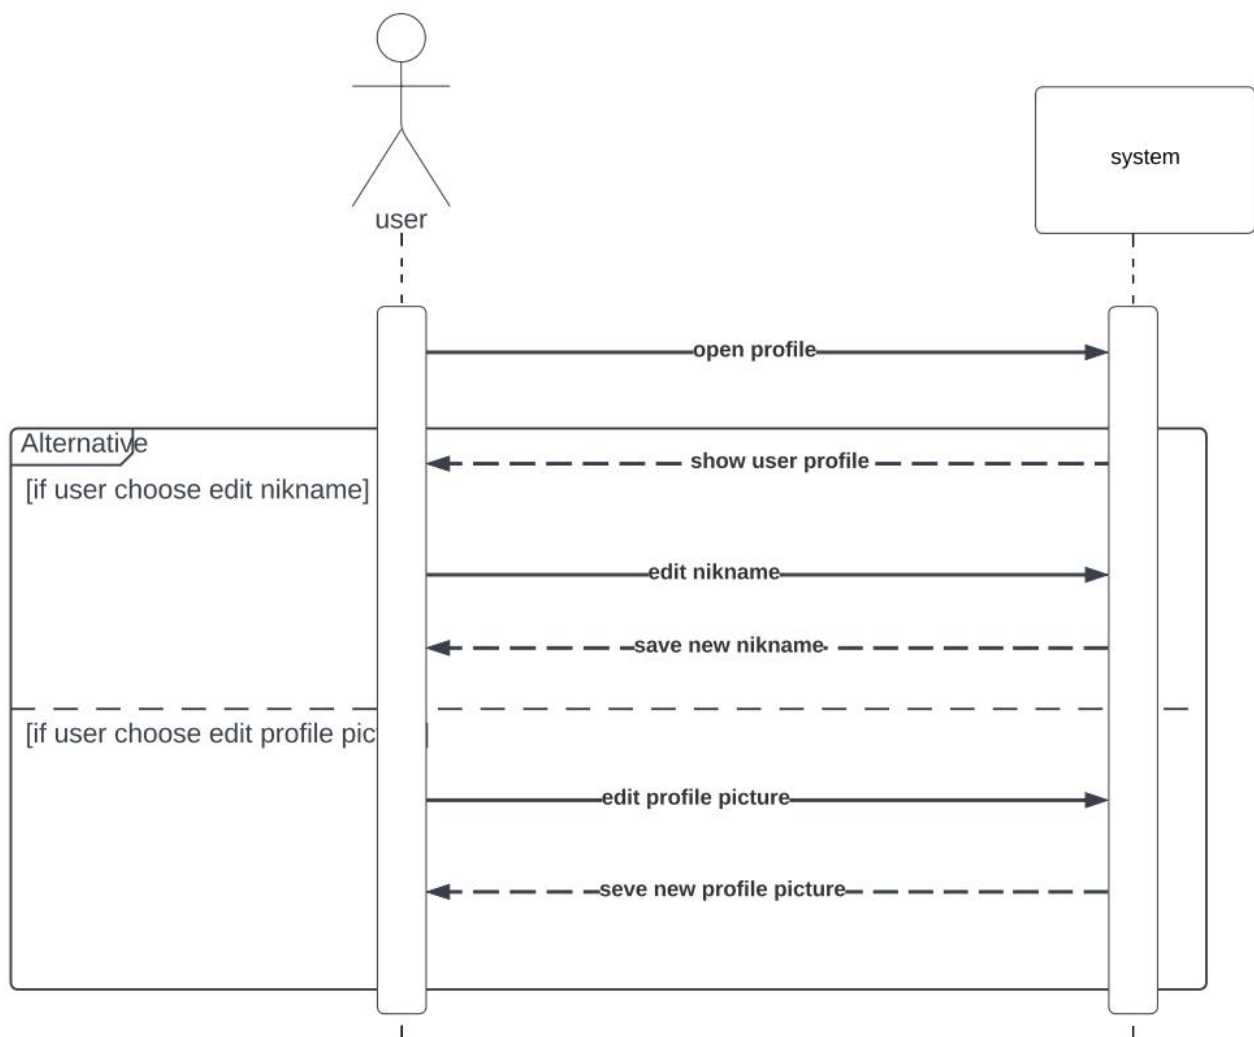 user
system
open profile
Alternative
show user profile
[if user choose edit nikname]
edit nikname
save new nikname
[if user choose edit profile pic
edit profile picture
seve new profile picture